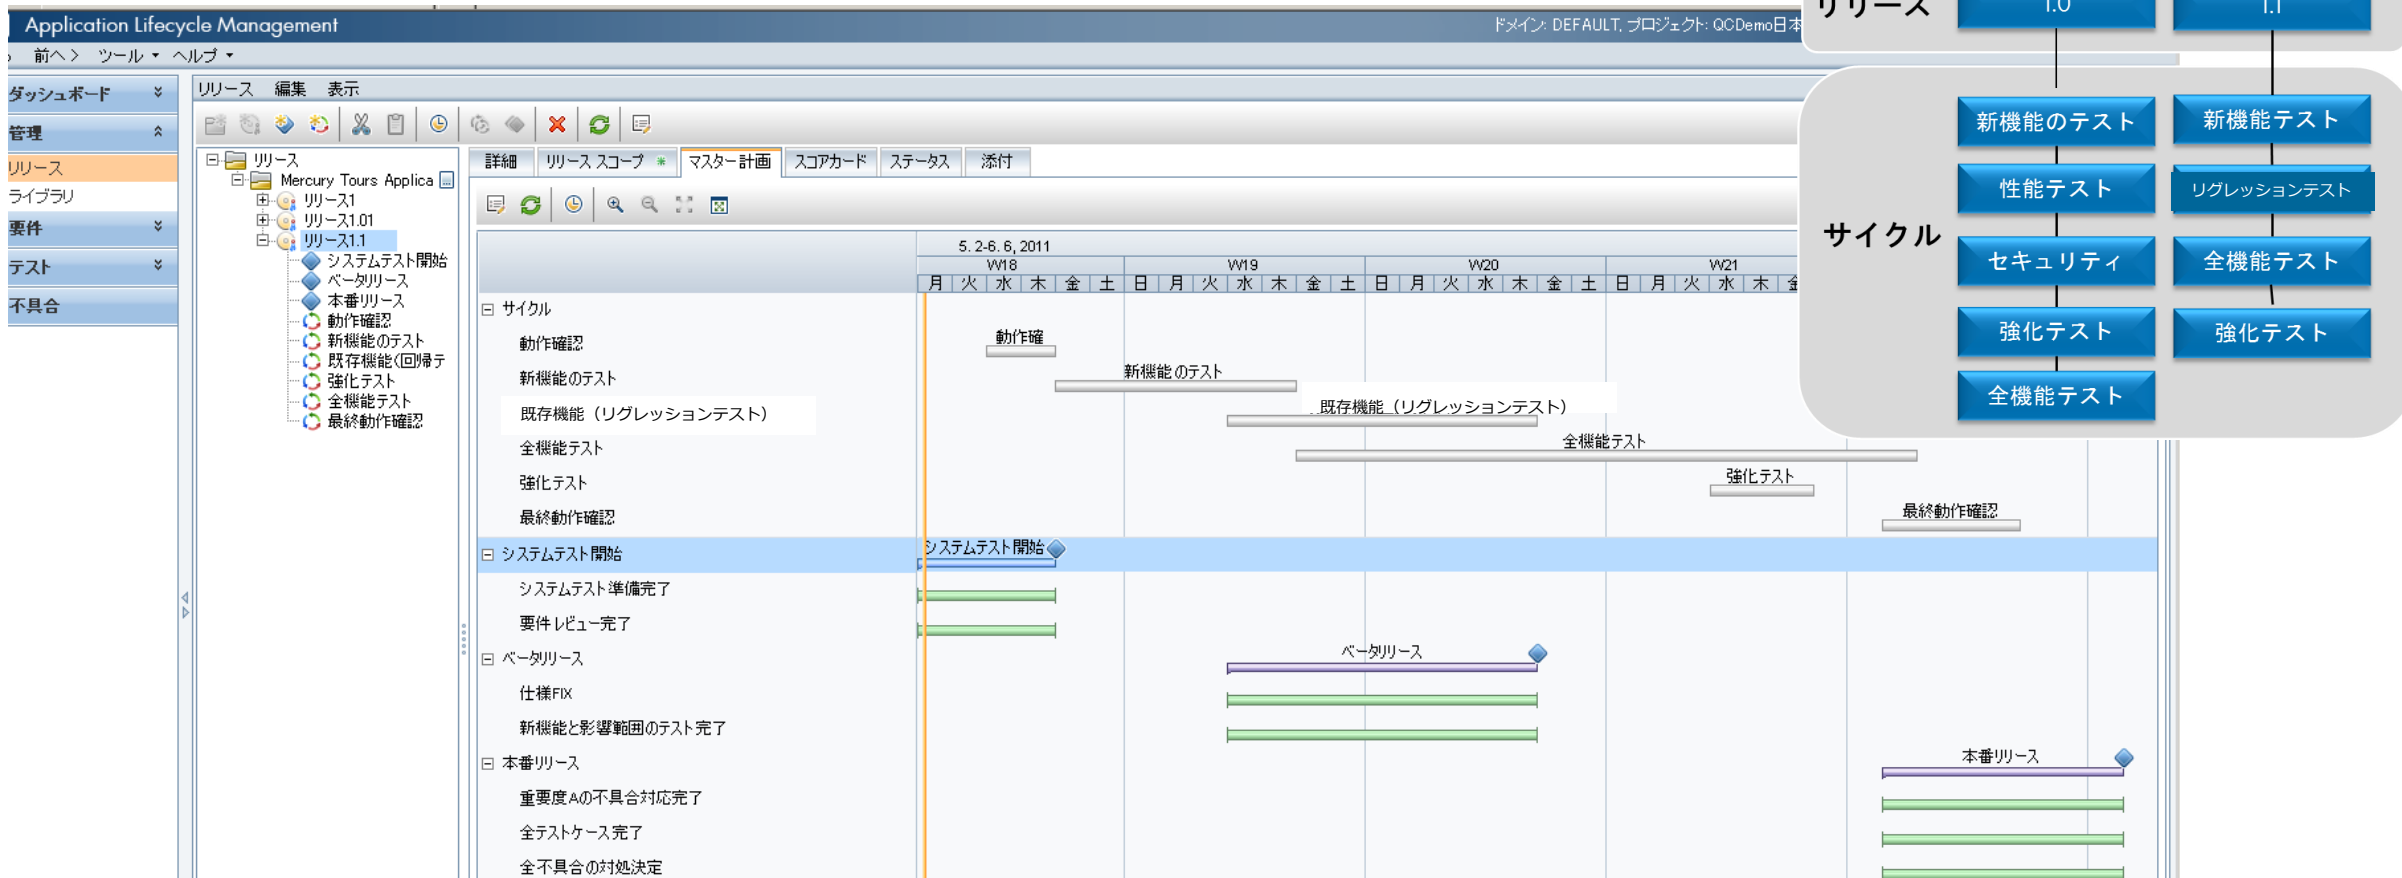 Application Lifecycle Management
ドメイン: DEFAULT, プロジェクト: QCDemo日本
前へ> ツール ヘルプ
ダッシュボード
管理
リリース
ライブラリ
要件
テスト
不具合
リリース 編集 表示
リリース
Mercury Tours Applica
リリース1
リリース1.01
リリース1.1
システムテスト開始
ベータリリース
本番リリース
動作確認
新機能のテスト
既存機能(回帰テ
強化テスト
全機能テスト
最終動作確認
詳細 リリース スコープ * マスター計画 スコアカード ステータス 添付
5. 2-6. 6, 2011
W18 W19 W20 W21
月 火 水 木 金 土 日 月 火 水 木 金 土 日 月 火 水 木 金 土 日 月 火 水 木
サイクル
動作確認 動作確
新機能のテスト 新機能のテスト
既存機能（リグレッションテスト） 既存機能（リグレッションテスト）
全機能テスト 全機能テスト
強化テスト 強化テスト
最終動作確認 最終動作確認
システムテスト開始 システムテスト開始
システムテスト準備完了
要件レビュー完了
ベータリリース ベータリリース
仕様FIX
新機能と影響範囲のテスト完了
本番リリース 本番リリース
重要度Aの不具合対応完了
全テストケース完了
全不具合の対処決定
リリース 1.0 1.1
サイクル
新機能のテスト
性能テスト
セキュリティ
強化テスト
全機能テスト
新機能テスト
リグレッションテスト
全機能テスト
強化テスト